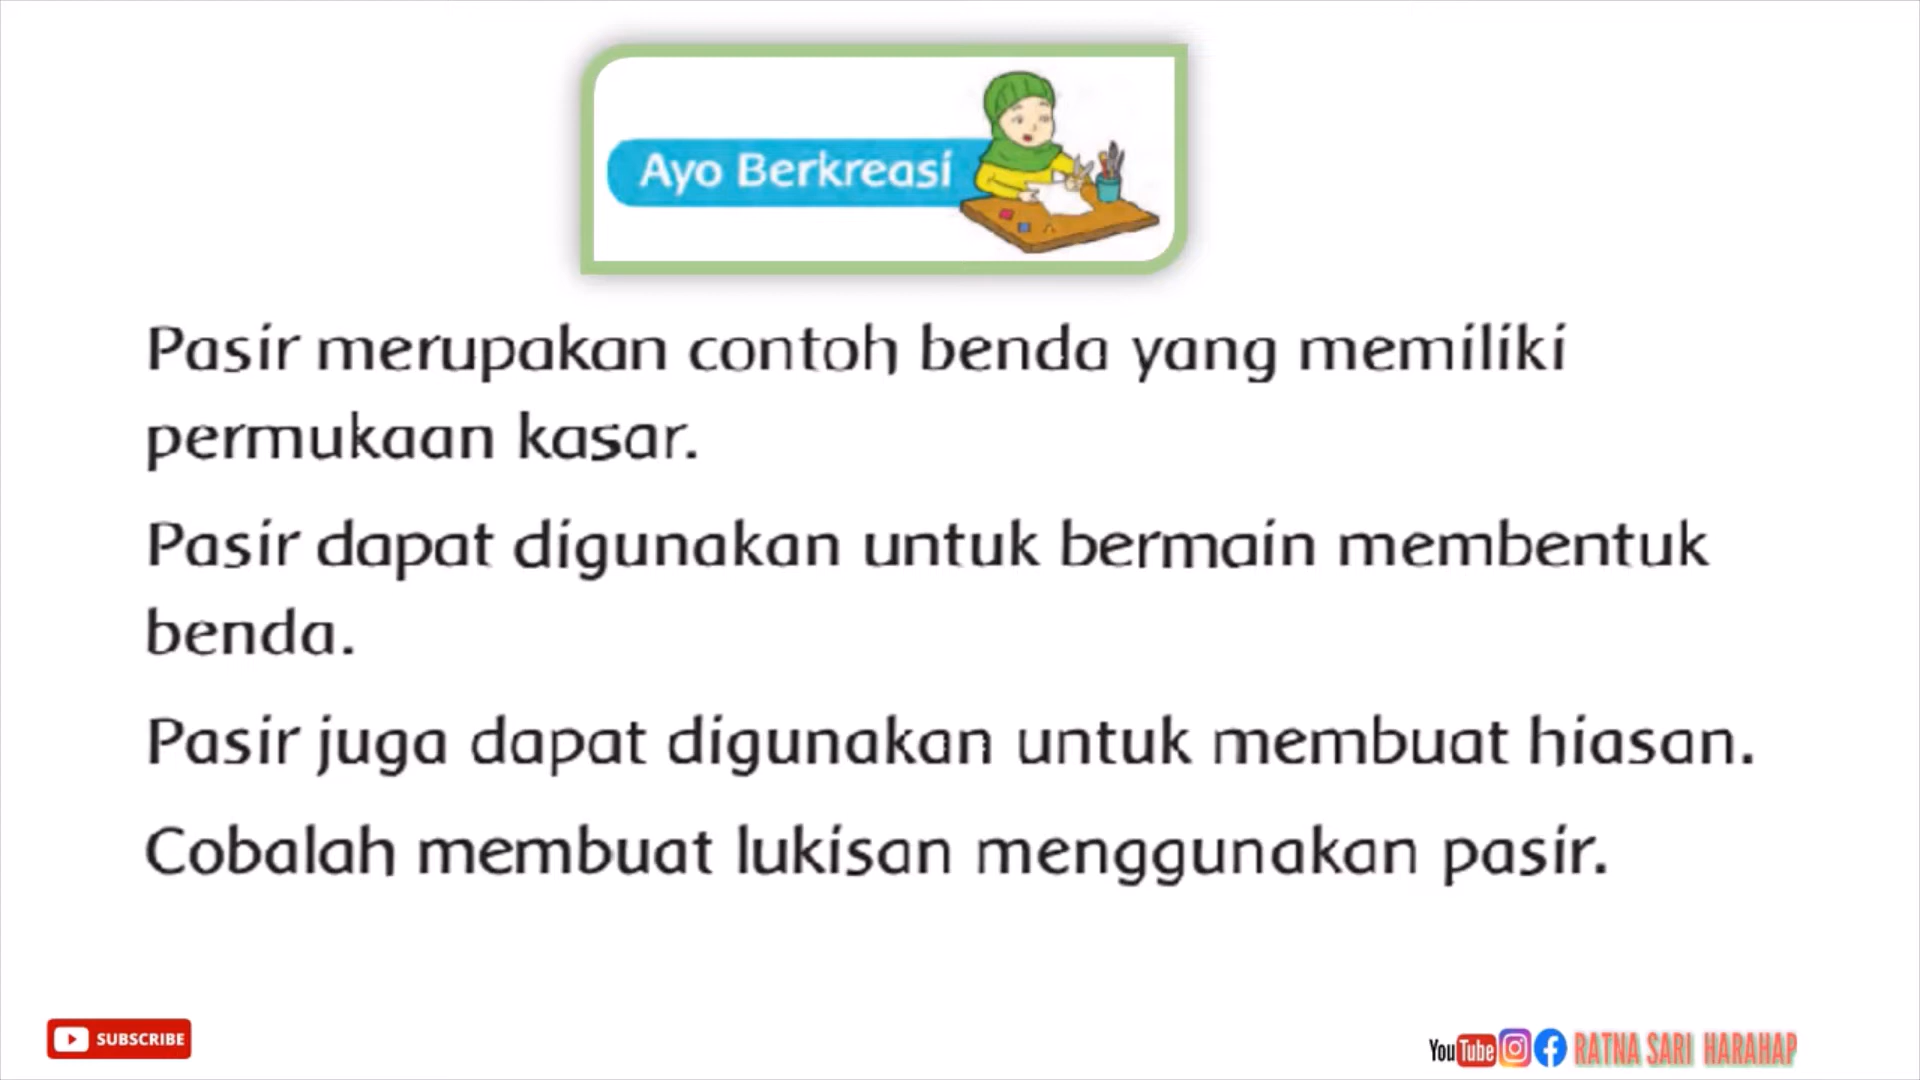 Ayo Berkreasi
Pasir merupakan contoh benda yang memiliki
permukaan kasar.
Pasir dapat digunakan untuk bermain membentuk
benda.
Pasir juga dapat digunakan untuk membuat hiasan.
Cobalah membuat lukisan menggunakan pasir.
SUBSCRIBE
YouTube RATNA SARI HARAHAP